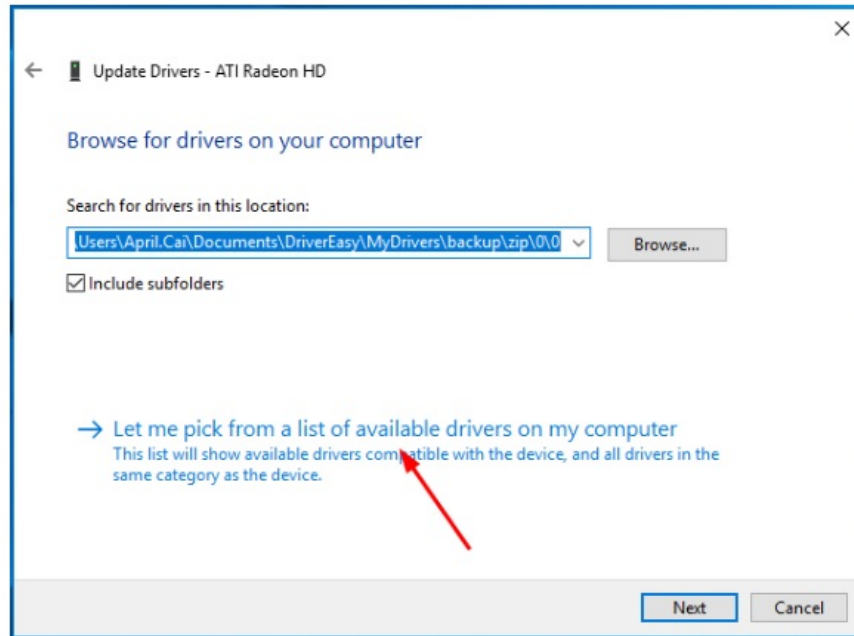 Update Drivers - ATI Radeon HD
Browse for drivers on your computer
Search for drivers in this location:
\Users\April.Cai\Documents\DriverEasy\MyDrivers\backup\zip\0\0
Browse...
Include subfolders
Let me pick from a list of available drivers on my computer
This list will show available drivers compatible with the device, and all drivers in the
same category as the device.
Next
Cancel